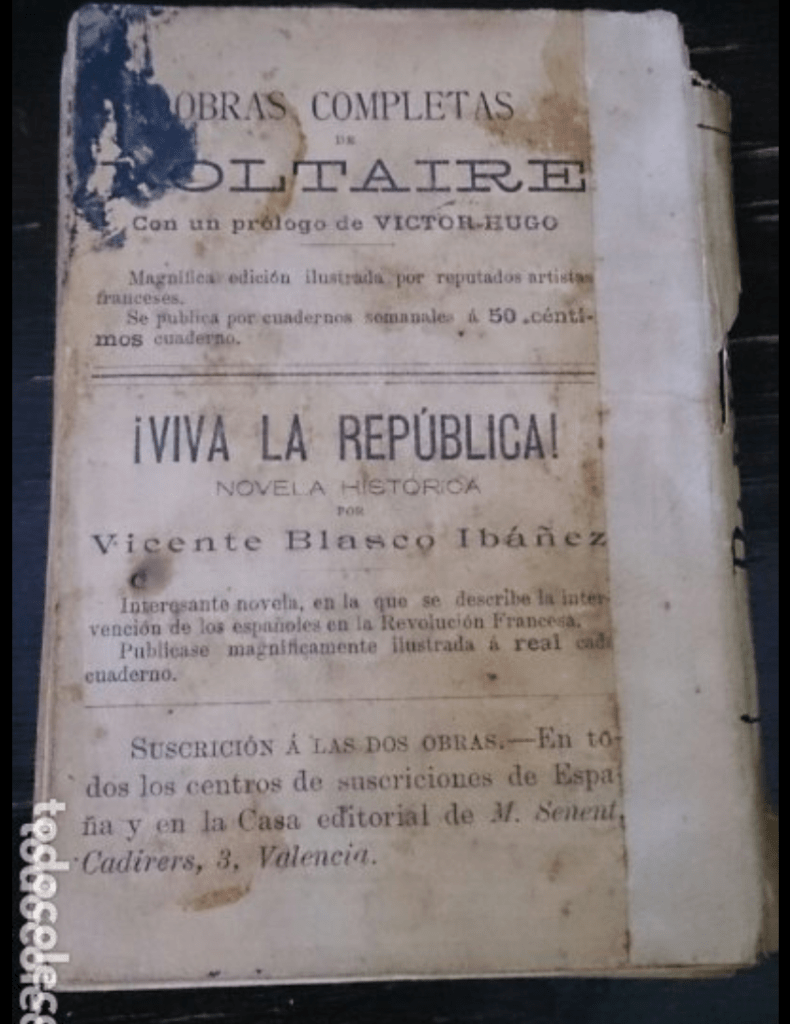 OBRAS COMPLETAS
DE
VOLTAIRE
Con un prólogo de VICTOR-HUGO
Magnífica edición ilustrada por reputados artistas
franceses.
Se publica por cuadernos semanales á 50 cénti-
mos cuaderno.
¡VIVA LA REPÚBLICA!
NOVELA HISTÓRICA
POR
Vicente Blasco Ibáñez
Interesante novela, en la que se describe la inter-
vención de los españoles en la Revolución Francesa.
Publícase magníficamente ilustrada á real cada
cuaderno.
SUSCRICIÓN Á LAS DOS OBRAS.—En to-
dos los centros de suscriciones de Espa-
ña y en la Casa editorial de M. Senent,
Cadirers, 3, Valencia.
todocolec